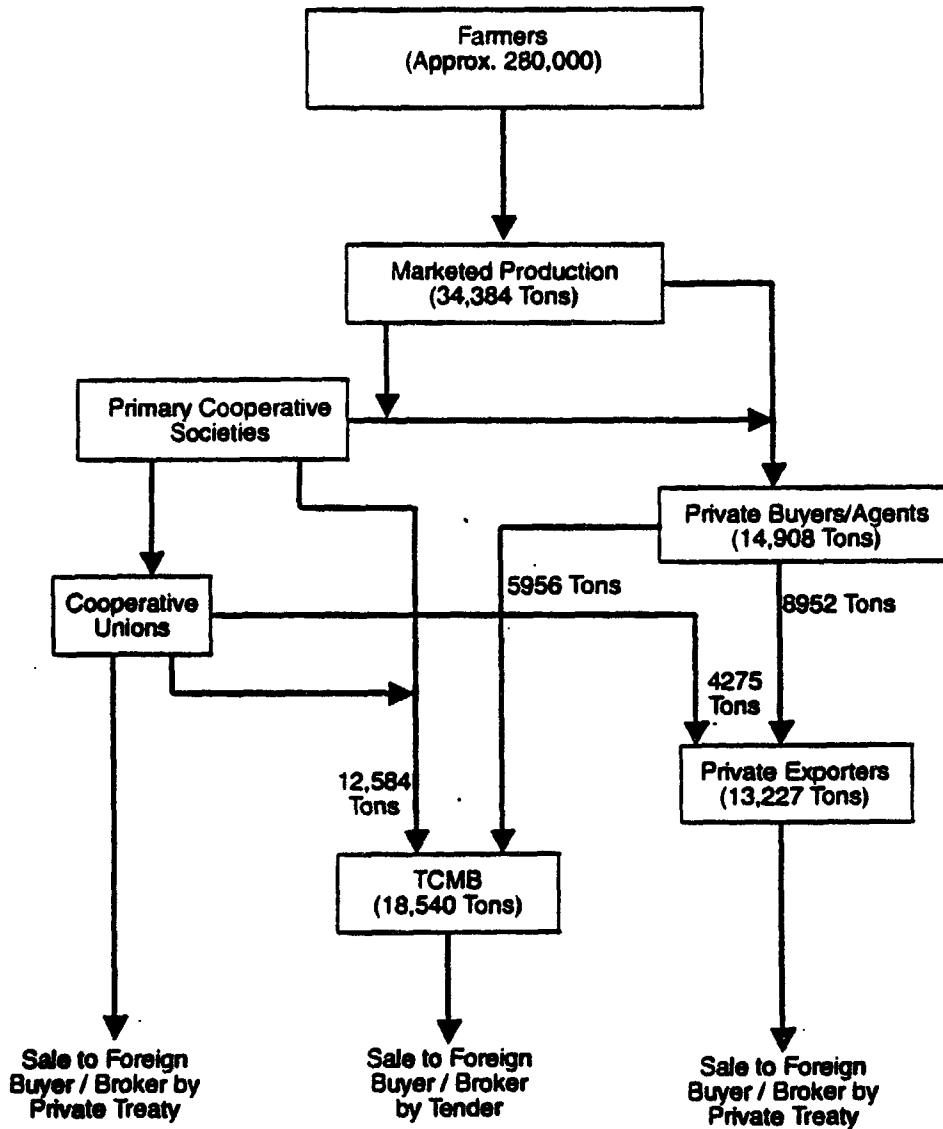 Farmers
(Approx. 280,000)
Marketed Production
(34,384 Tons)
Primary Cooperative
Societies
Private Buyers/Agents
(14,908 Tons)
5956 Tons
8952 Tons
Cooperative
Unions
4275
Tons
Private Exporters
(13,227 Tons)
12,584
Tons
TCMB
(18,540 Tons)
Sale to Foreign
Buyer / Broker by
Private Treaty
Sale to Foreign
Buyer / Broker
by Tender
Sale to Foreign
Buyer / Broker by
Private Treaty